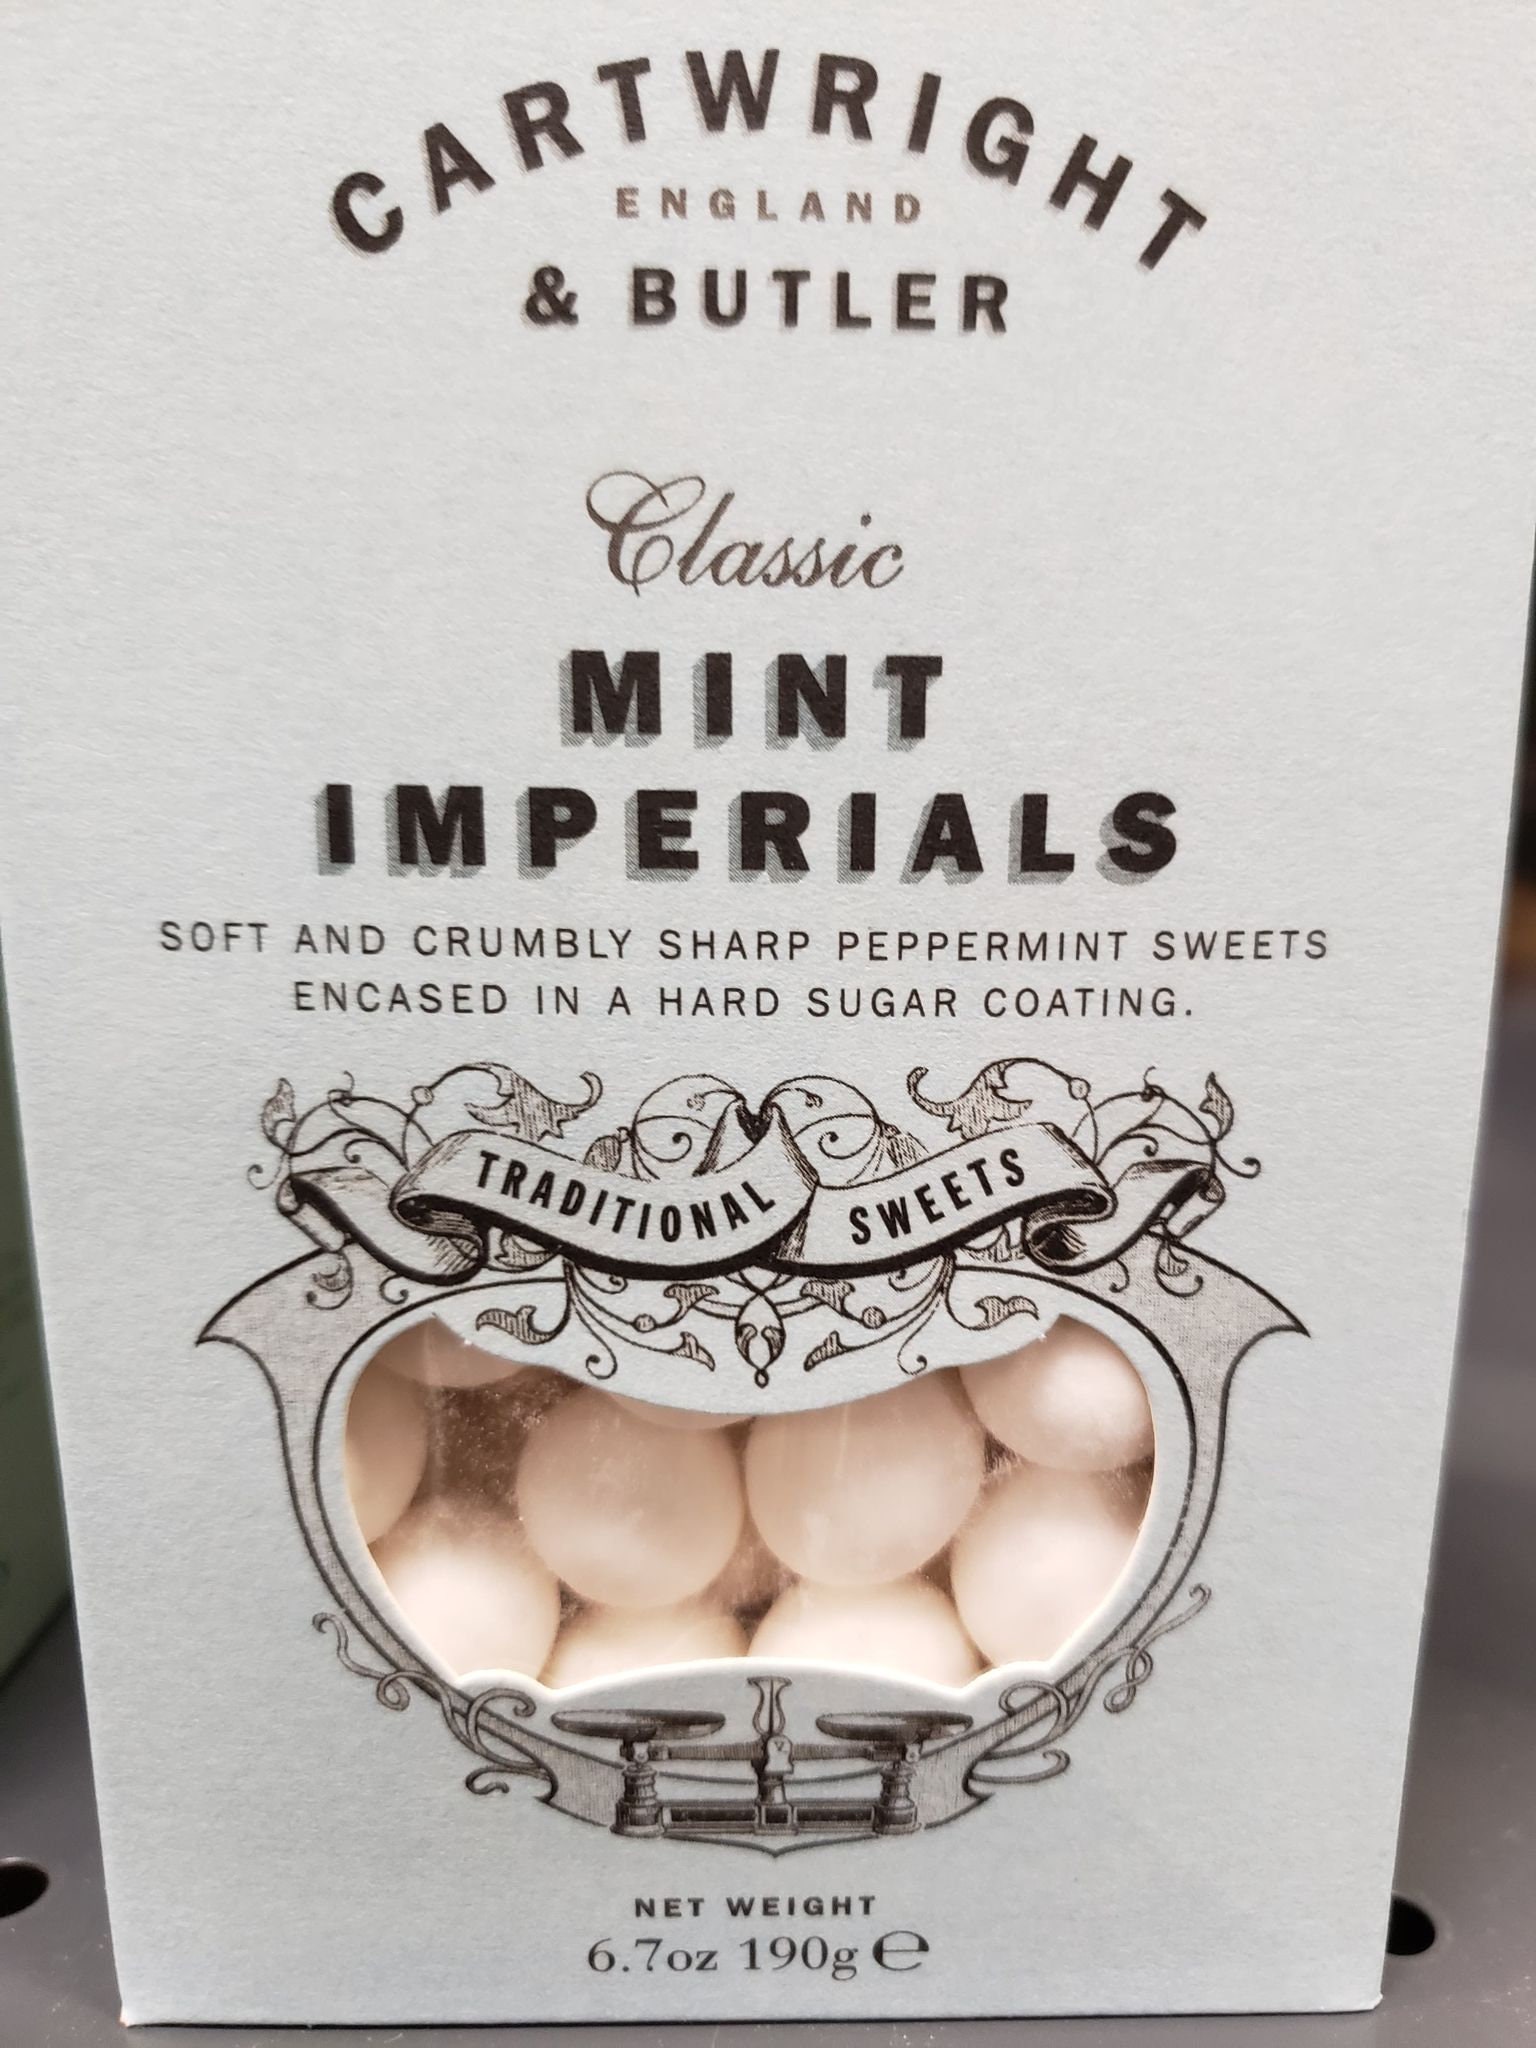 CARTWRIGHT
ENGLAND
& BUTLER
Classic
MINT
IMPERIALS
SOFT AND CRUMBLY SHARP PEPPERMINT SWEETS
ENCASED IN A HARD SUGAR COATING.
TRADITIONAL SWEETS
NET WEIGHT
6.7oz 190g ℮